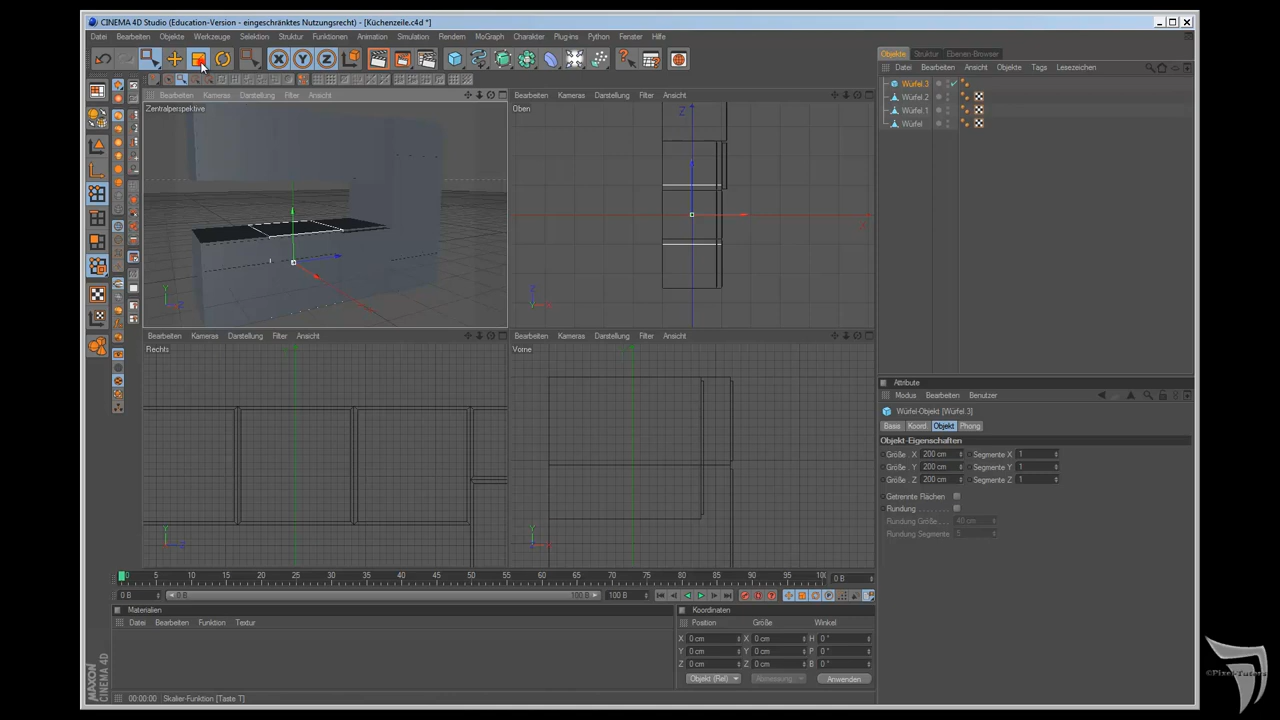 CINEMA 4D Studio (Education-Version - eingeschränktes Nutzungsrecht) - [Küchenzeile.c4d *]
Datei Bearbeiten Objekte Werkzeuge Selektion Struktur Funktionen Animation Simulation Rendern MoGraph Charakter Plug-ins Python Fenster Hilfe
Objekte Struktur Ebenen-Browser
Datei Bearbeiten Ansicht Objekte Tags Lesezeichen
Würfel.3
Würfel.2
Würfel.1
Würfel
Bearbeiten Kameras Darstellung Filter Ansicht
Zentralperspektive
Bearbeiten Kameras Darstellung Filter Ansicht
Oben
Bearbeiten Kameras Darstellung Filter Ansicht
Rechts
Bearbeiten Kameras Darstellung Filter Ansicht
Vorne
Attribute
Modus Bearbeiten Benutzer
Würfel-Objekt [Würfel.3]
Basis Koord. Objekt Phong
Objekt-Eigenschaften
Größe . X 200 cm Segmente X 1
Größe . Y 200 cm Segmente Y 1
Größe . Z 200 cm Segmente Z 1
Getrennte Flächen
Rundung . . . . . . .
Rundung Größe . . . 40 cm
Rundung Segmente 5
0 5 10 15 20 25 30 35 40 45 50 55 60 65 70 75 80 85 90 95 100 0 B
0 B 0 B 100 B 100 B
Materialien
Datei Bearbeiten Funktion Textur
Koordinaten
Position Größe Winkel
X 0 cm X 0 cm H 0 °
Y 0 cm Y 0 cm P 0 °
Z 0 cm Z 0 cm B 0 °
Objekt (Rel) Anwenden
MAXON CINEMA 4D
00:00:00 Skalier-Funktion [Taste T]